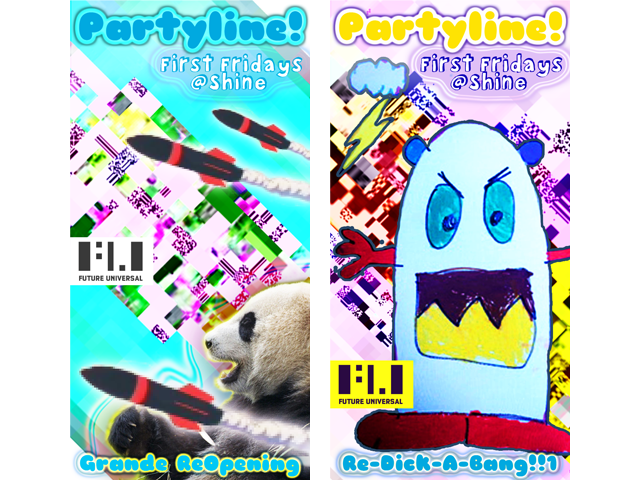 Partyline!
First Fridays
@Shine
FUTURE UNIVERSAL
Grande ReOpening
Partyline!
First Fridays
@Shine
FUTURE UNIVERSAL
Re-Dick-A-Bang!!1